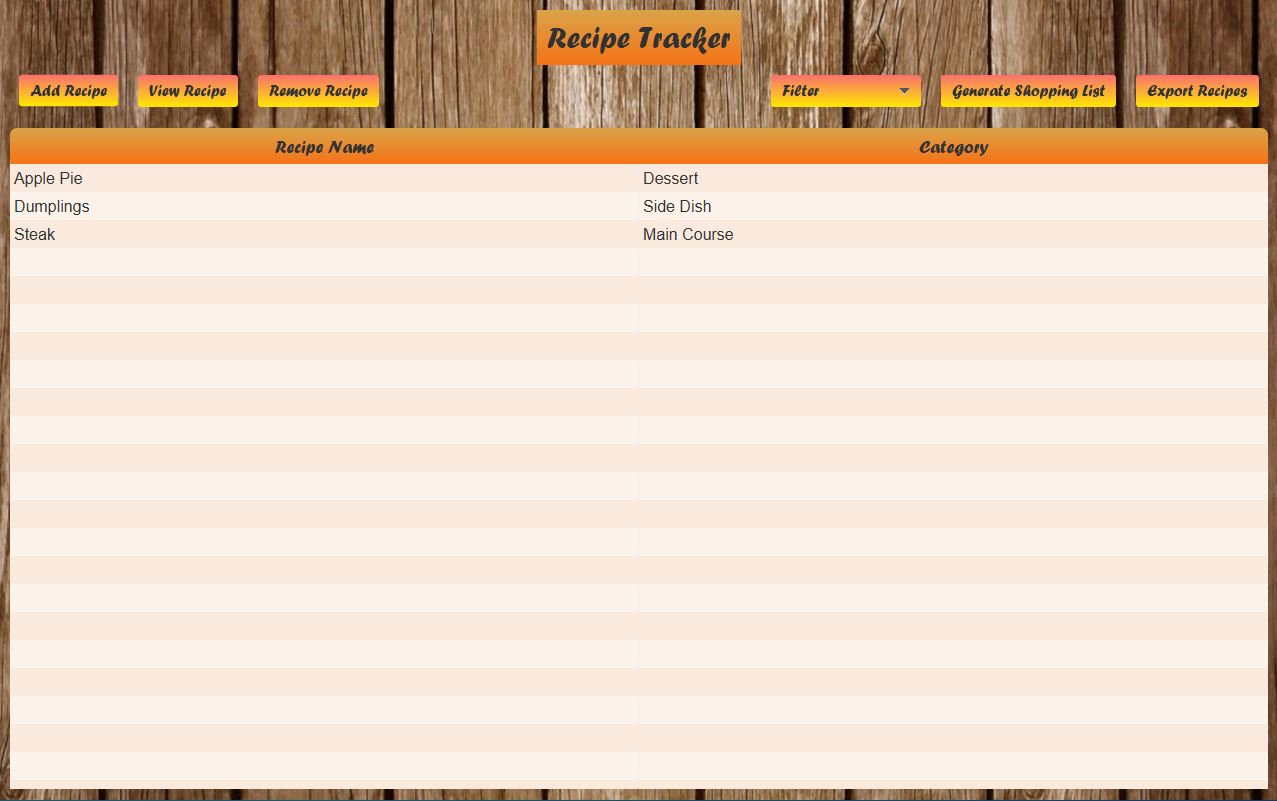 Recipe Tracker
Add Recipe View Recipe Remove Recipe Filter Generate Shopping List Export Recipes
Recipe Name Category
Apple Pie Dessert
Dumplings Side Dish
Steak Main Course